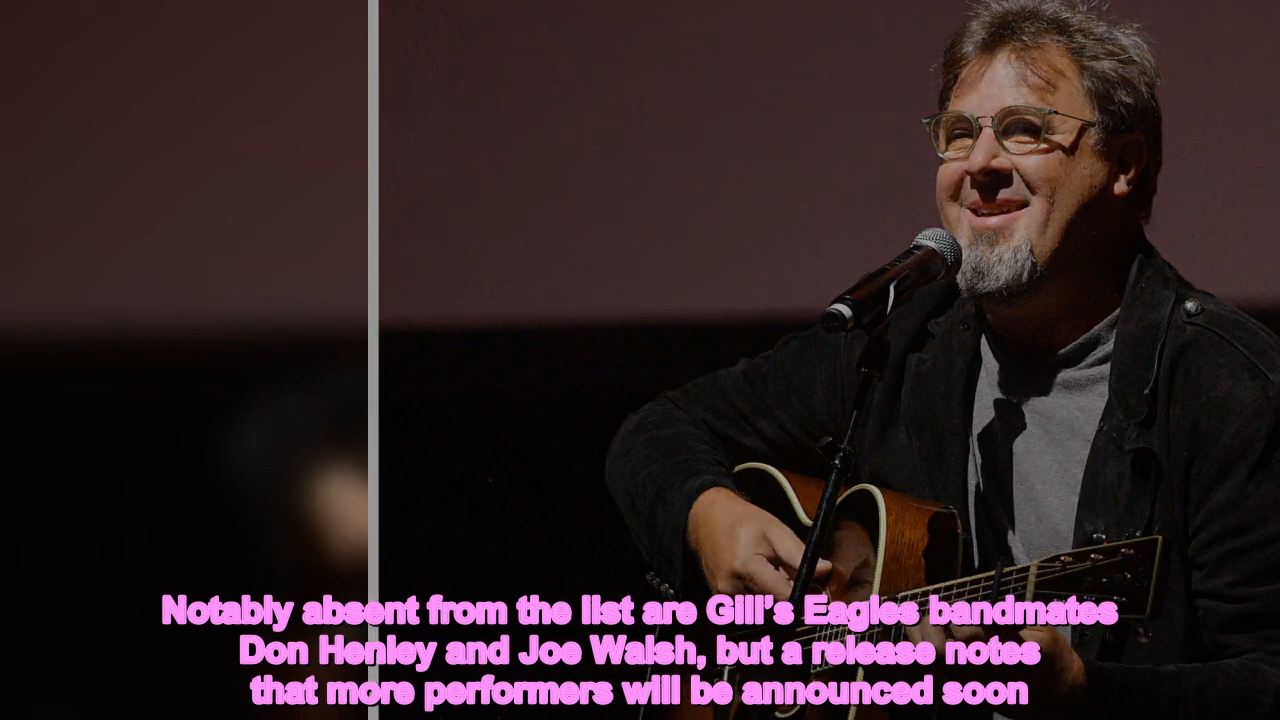 Notably absent from the list are Gill's Eagles bandmates
Don Henley and Joe Walsh, but a release notes
that more performers will be announced soon